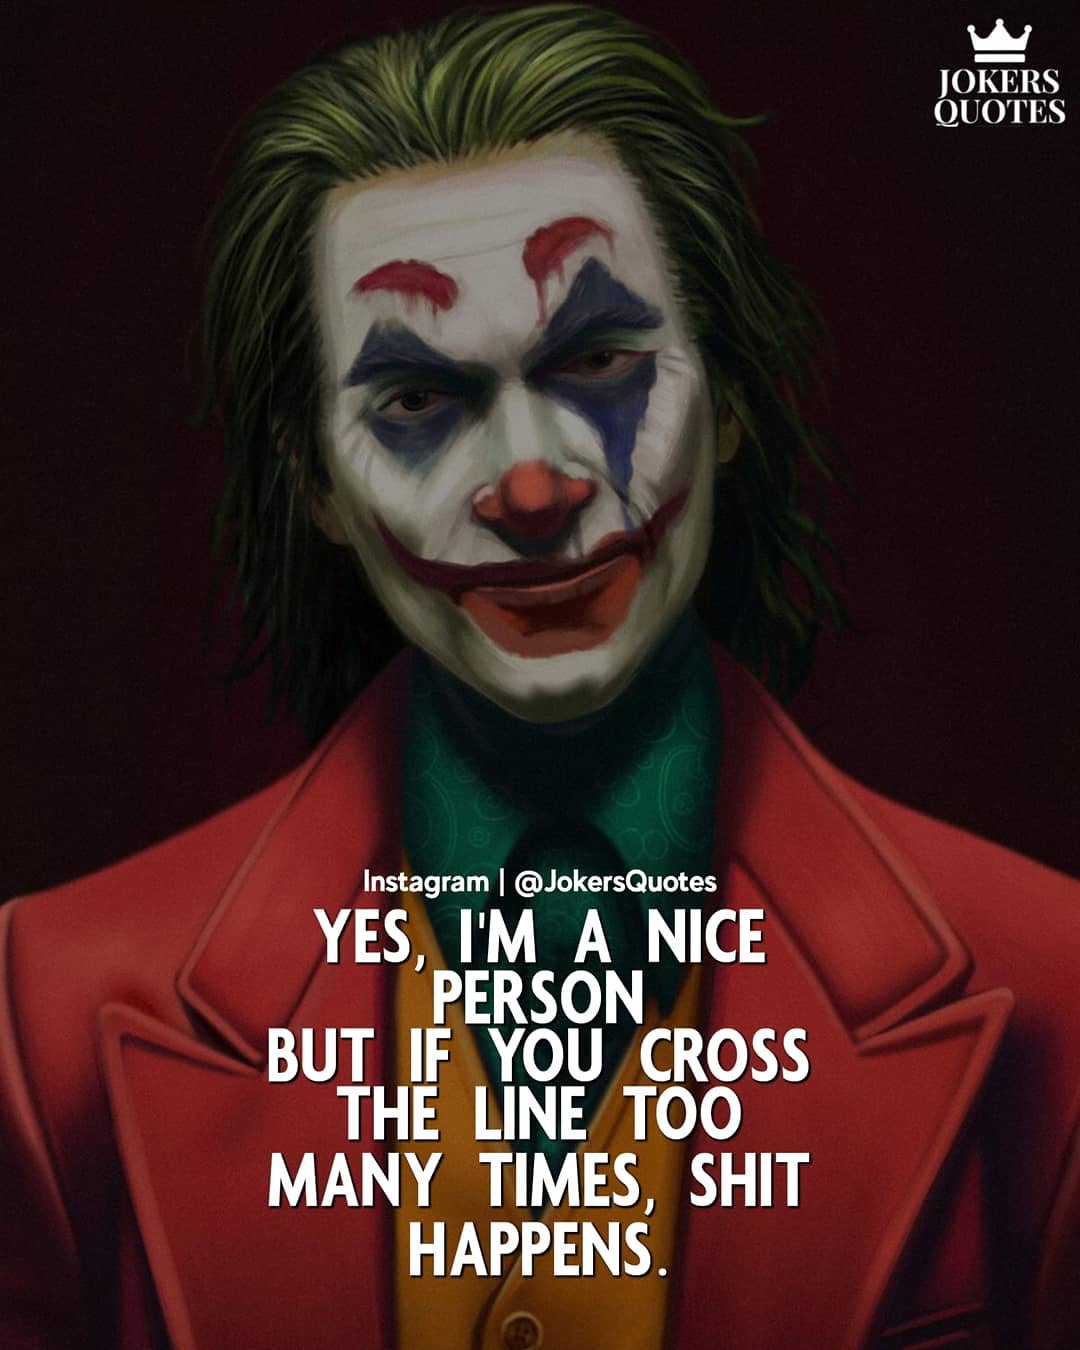 JOKERS
QUOTES
Instagram | @JokersQuotes
YES, I'M A NICE
PERSON
BUT IF YOU CROSS
THE LINE TOO
MANY TIMES, SHIT
HAPPENS.